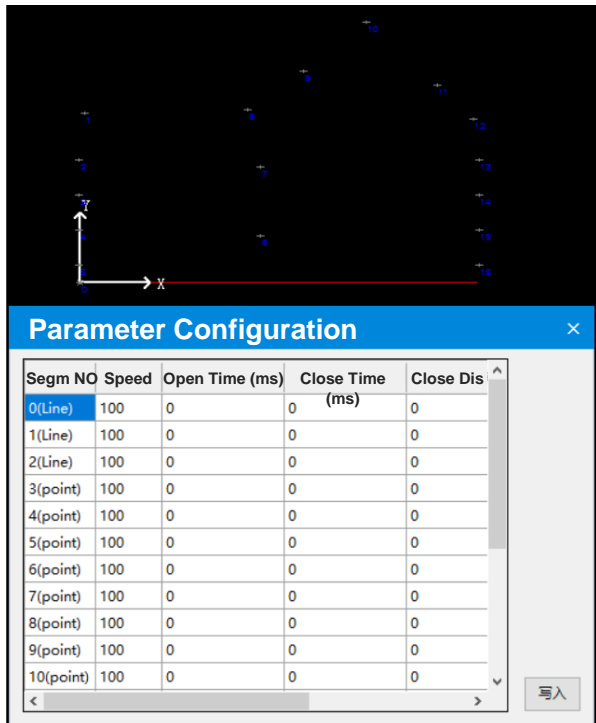 10
9
11
1
8
12
2
7
13
14
Y
X
0
Parameter Configuration ×
Segm NO Speed Open Time (ms) Close Time (ms) Close Dis
0(Line) 100 0 0 0
1(Line) 100 0 0 0
2(Line) 100 0 0 0
3(point) 100 0 0 0
4(point) 100 0 0 0
5(point) 100 0 0 0
6(point) 100 0 0 0
7(point) 100 0 0 0
8(point) 100 0 0 0
9(point) 100 0 0 0
10(point) 100 0 0 0
写入